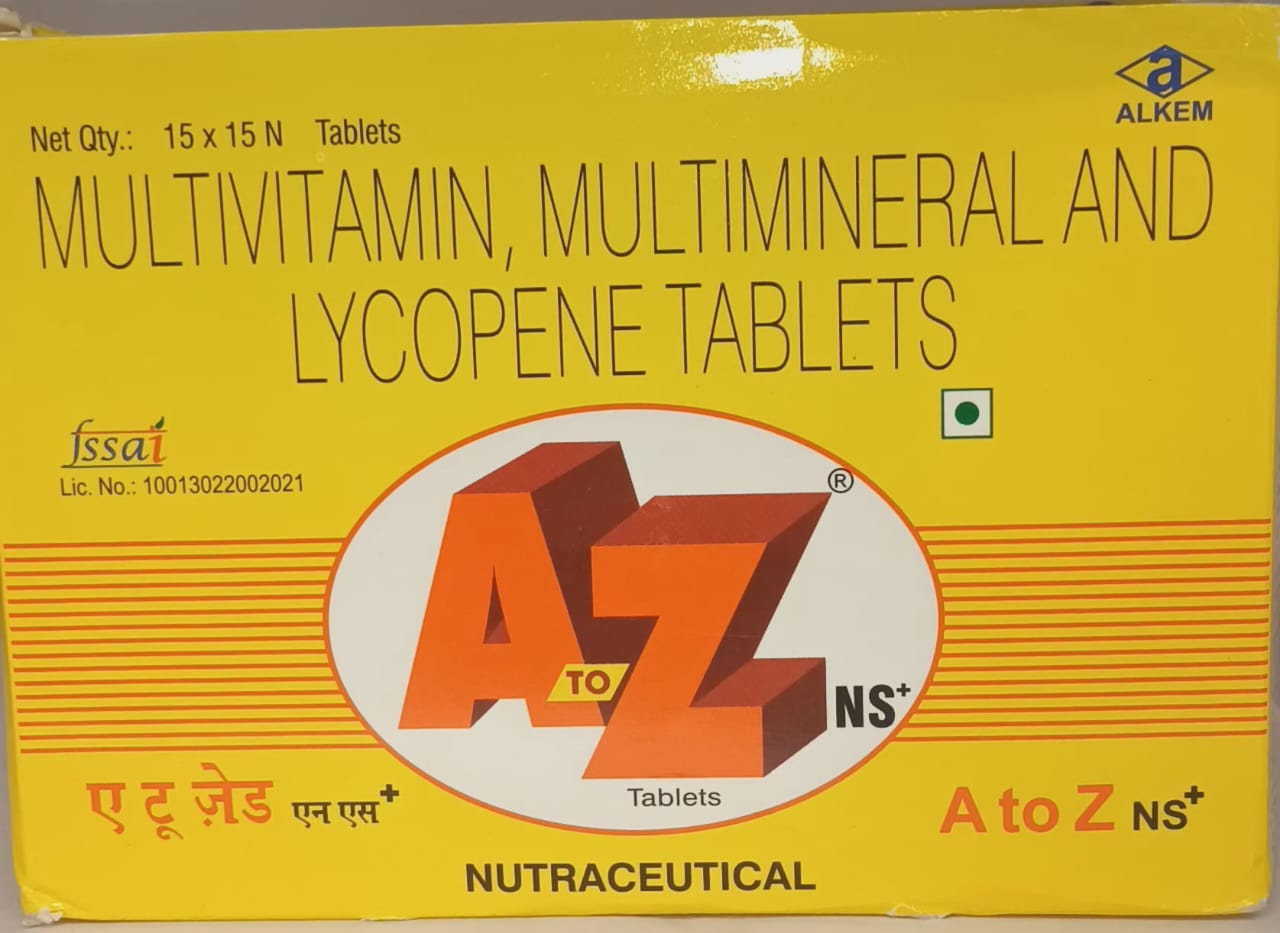 a
ALKEM
Net Qty.: 15 x 15 N Tablets
MULTIVITAMIN, MULTIMINERAL AND
LYCOPENE TABLETS
fssai
Lic. No.: 10013022002021
A TO Z ® NS+
Tablets
ए टू ज़ेड एन एस+
A to Z NS+
NUTRACEUTICAL